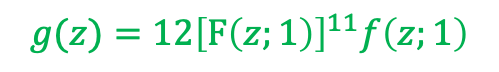 g(z) = 12[F(z; 1)]¹¹f(z; 1)